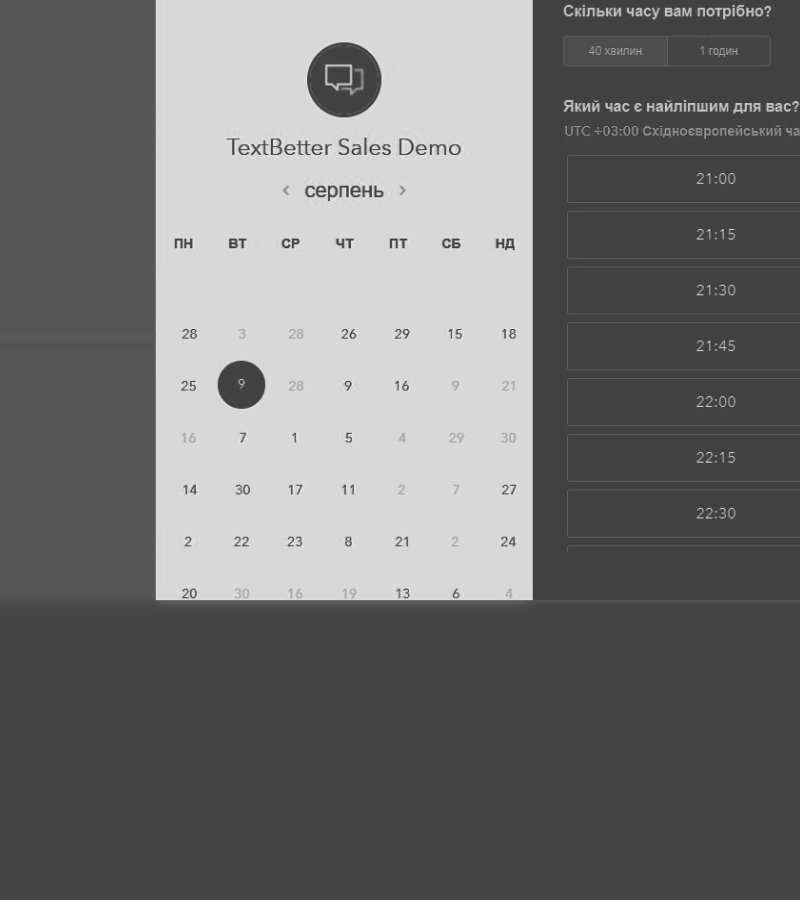 TextBetter Sales Demo
серпень
ПН ВТ СР ЧТ ПТ СБ НД
28 3 28 26 29 15 18
25 9 28 9 16 9 21
16 7 1 5 4 29 30
14 30 17 11 2 7 27
2 22 23 8 21 2 24
20 30 16 19 13 6 4
Скільки часу вам потрібно?
40 хвилин 1 годин
Який час є найліпшим для вас?
UTC +03:00 Східноєвропейський ча
21:00
21:15
21:30
21:45
22:00
22:15
22:30